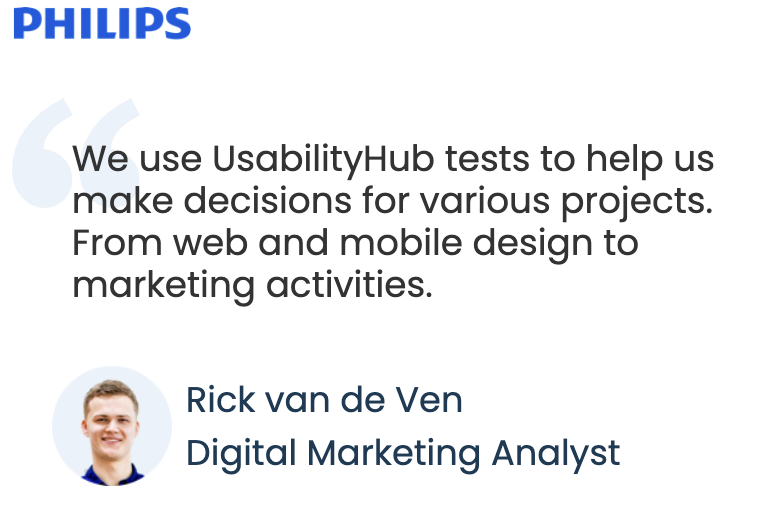 PHILIPS
We use UsabilityHub tests to help us
make decisions for various projects.
From web and mobile design to
marketing activities.
Rick van de Ven
Digital Marketing Analyst